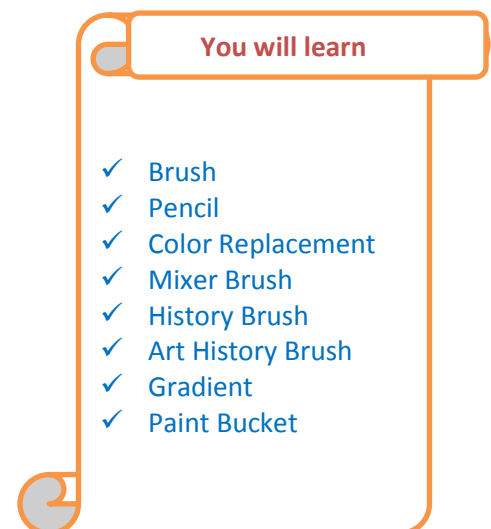 You will learn
✓ Brush
✓ Pencil
✓ Color Replacement
✓ Mixer Brush
✓ History Brush
✓ Art History Brush
✓ Gradient
✓ Paint Bucket